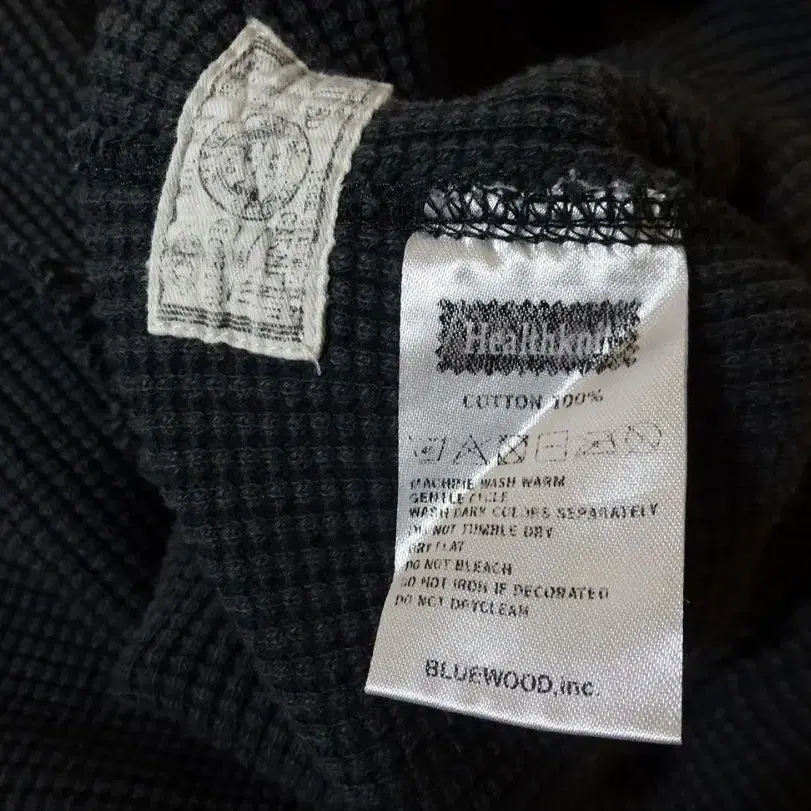 Healthknit
COTTON 100%
MACHINE WASH WARM
GENTLE CYCLE
WASH DARK COLORS SEPARATELY
DO NOT TUMBLE DRY
DRY FLAT
DO NOT BLEACH
DO NOT IRON IF DECORATED
DO NOT DRYCLEAN
BLUEWOOD,inc.